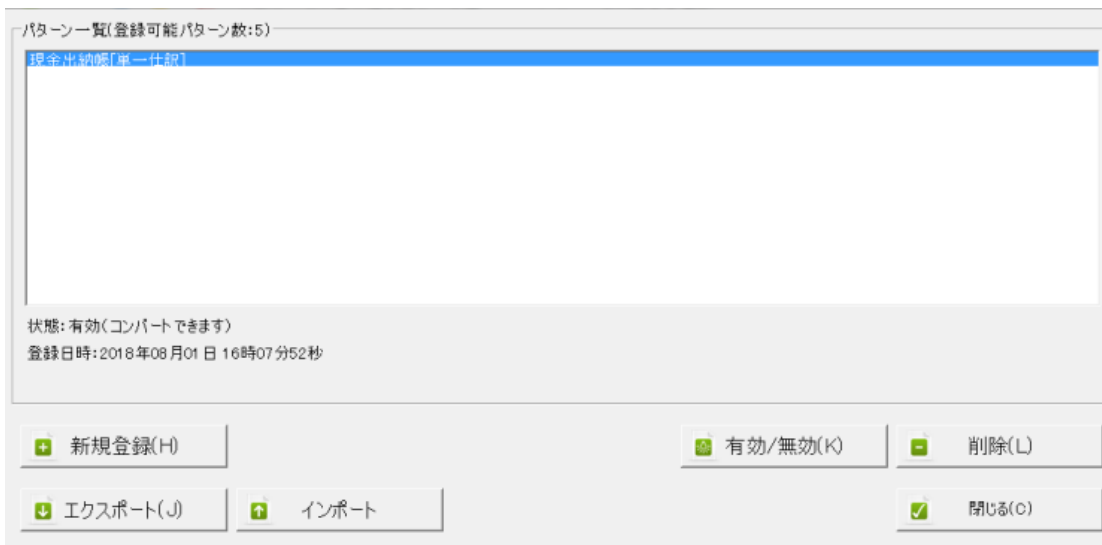 パターン一覧(登録可能パターン数:5)
現金出納帳[単一仕訳]
状態:有効(コンバートできます)
登録日時:2018年08月01日 16時07分52秒
新規登録(H)
有効/無効(K)
削除(L)
エクスポート(J)
インポート
閉じる(C)